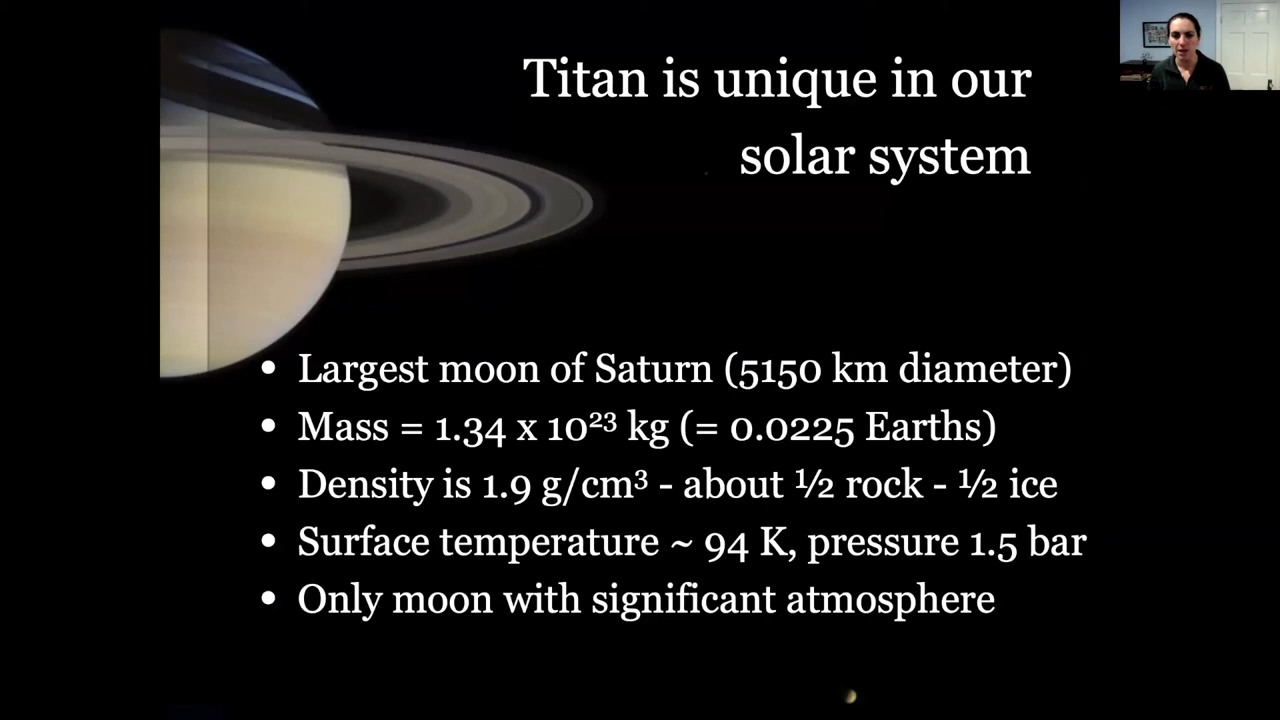 Titan is unique in our
solar system
• Largest moon of Saturn (5150 km diameter)
• Mass = 1.34 x 10²³ kg (= 0.0225 Earths)
• Density is 1.9 g/cm³ - about ½ rock - ½ ice
• Surface temperature ~ 94 K, pressure 1.5 bar
• Only moon with significant atmosphere